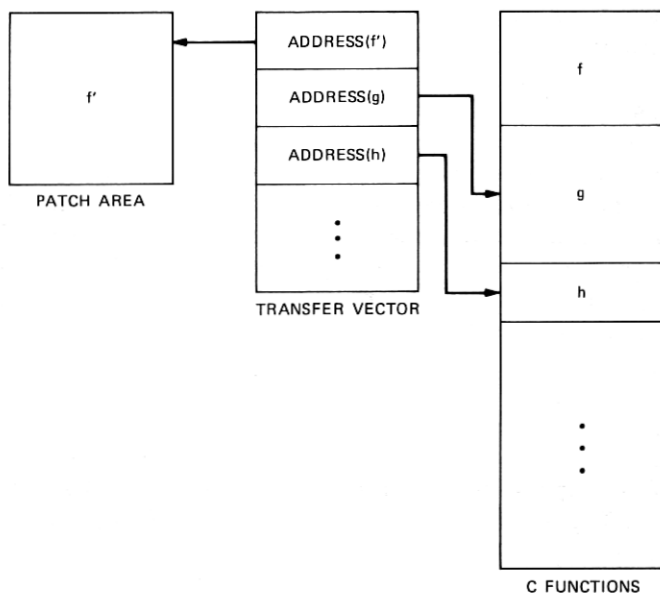 f'
PATCH AREA
ADDRESS(f')
ADDRESS(g)
ADDRESS(h)
TRANSFER VECTOR
f
g
h
C FUNCTIONS